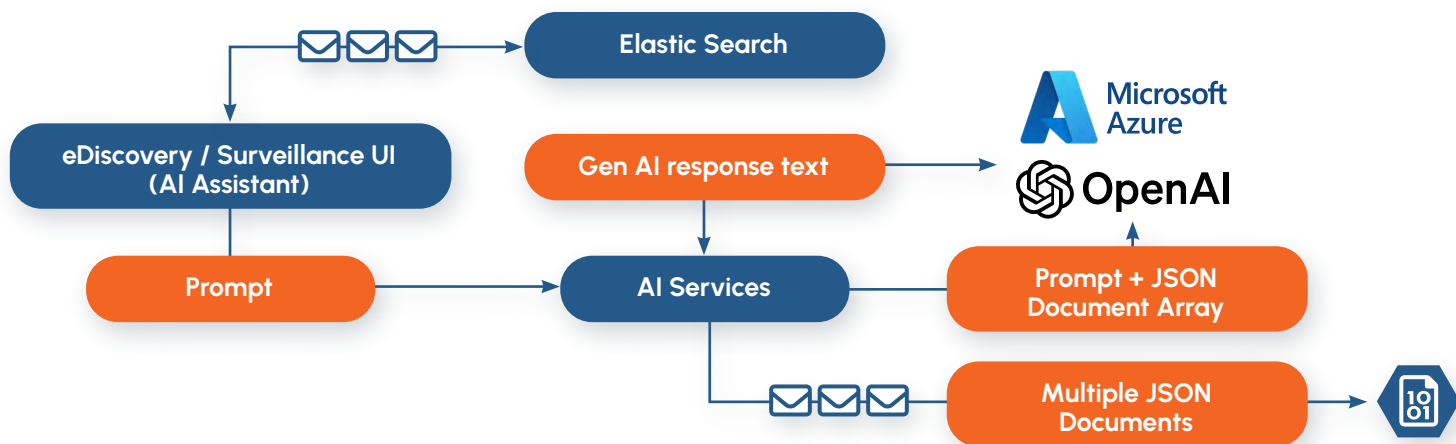 Elastic Search
eDiscovery / Surveillance UI
(AI Assistant)
Gen AI response text
Microsoft
Azure
OpenAI
Prompt
AI Services
Prompt + JSON
Document Array
Multiple JSON
Documents
10
01